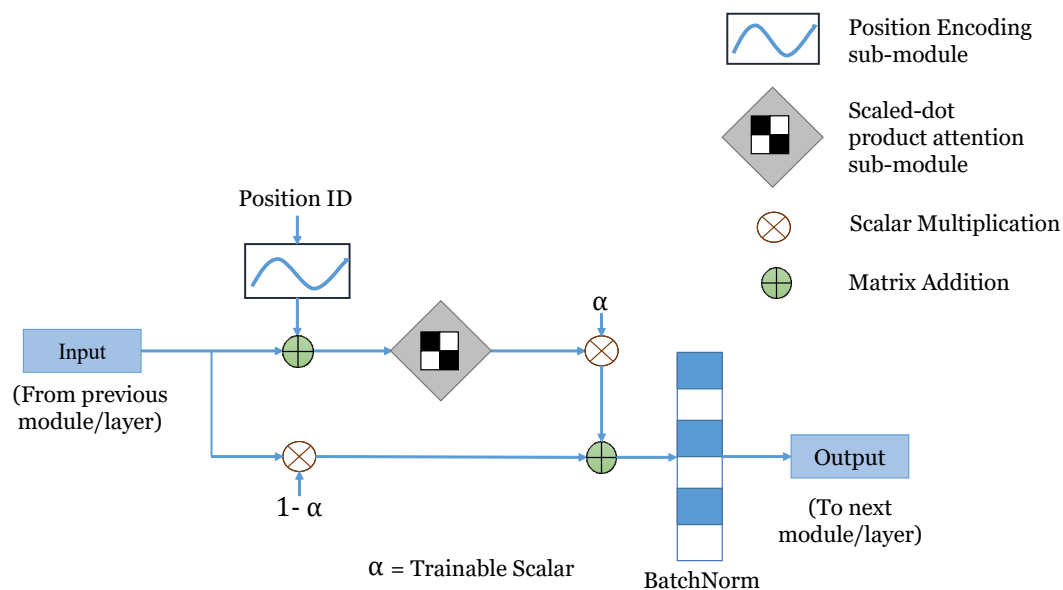 Position Encoding
sub-module
Scaled-dot
product attention
sub-module
Position ID
Scalar Multiplication
Matrix Addition
α
Input
(From previous
module/layer)
Output
1- α
(To next
module/layer)
α = Trainable Scalar
BatchNorm